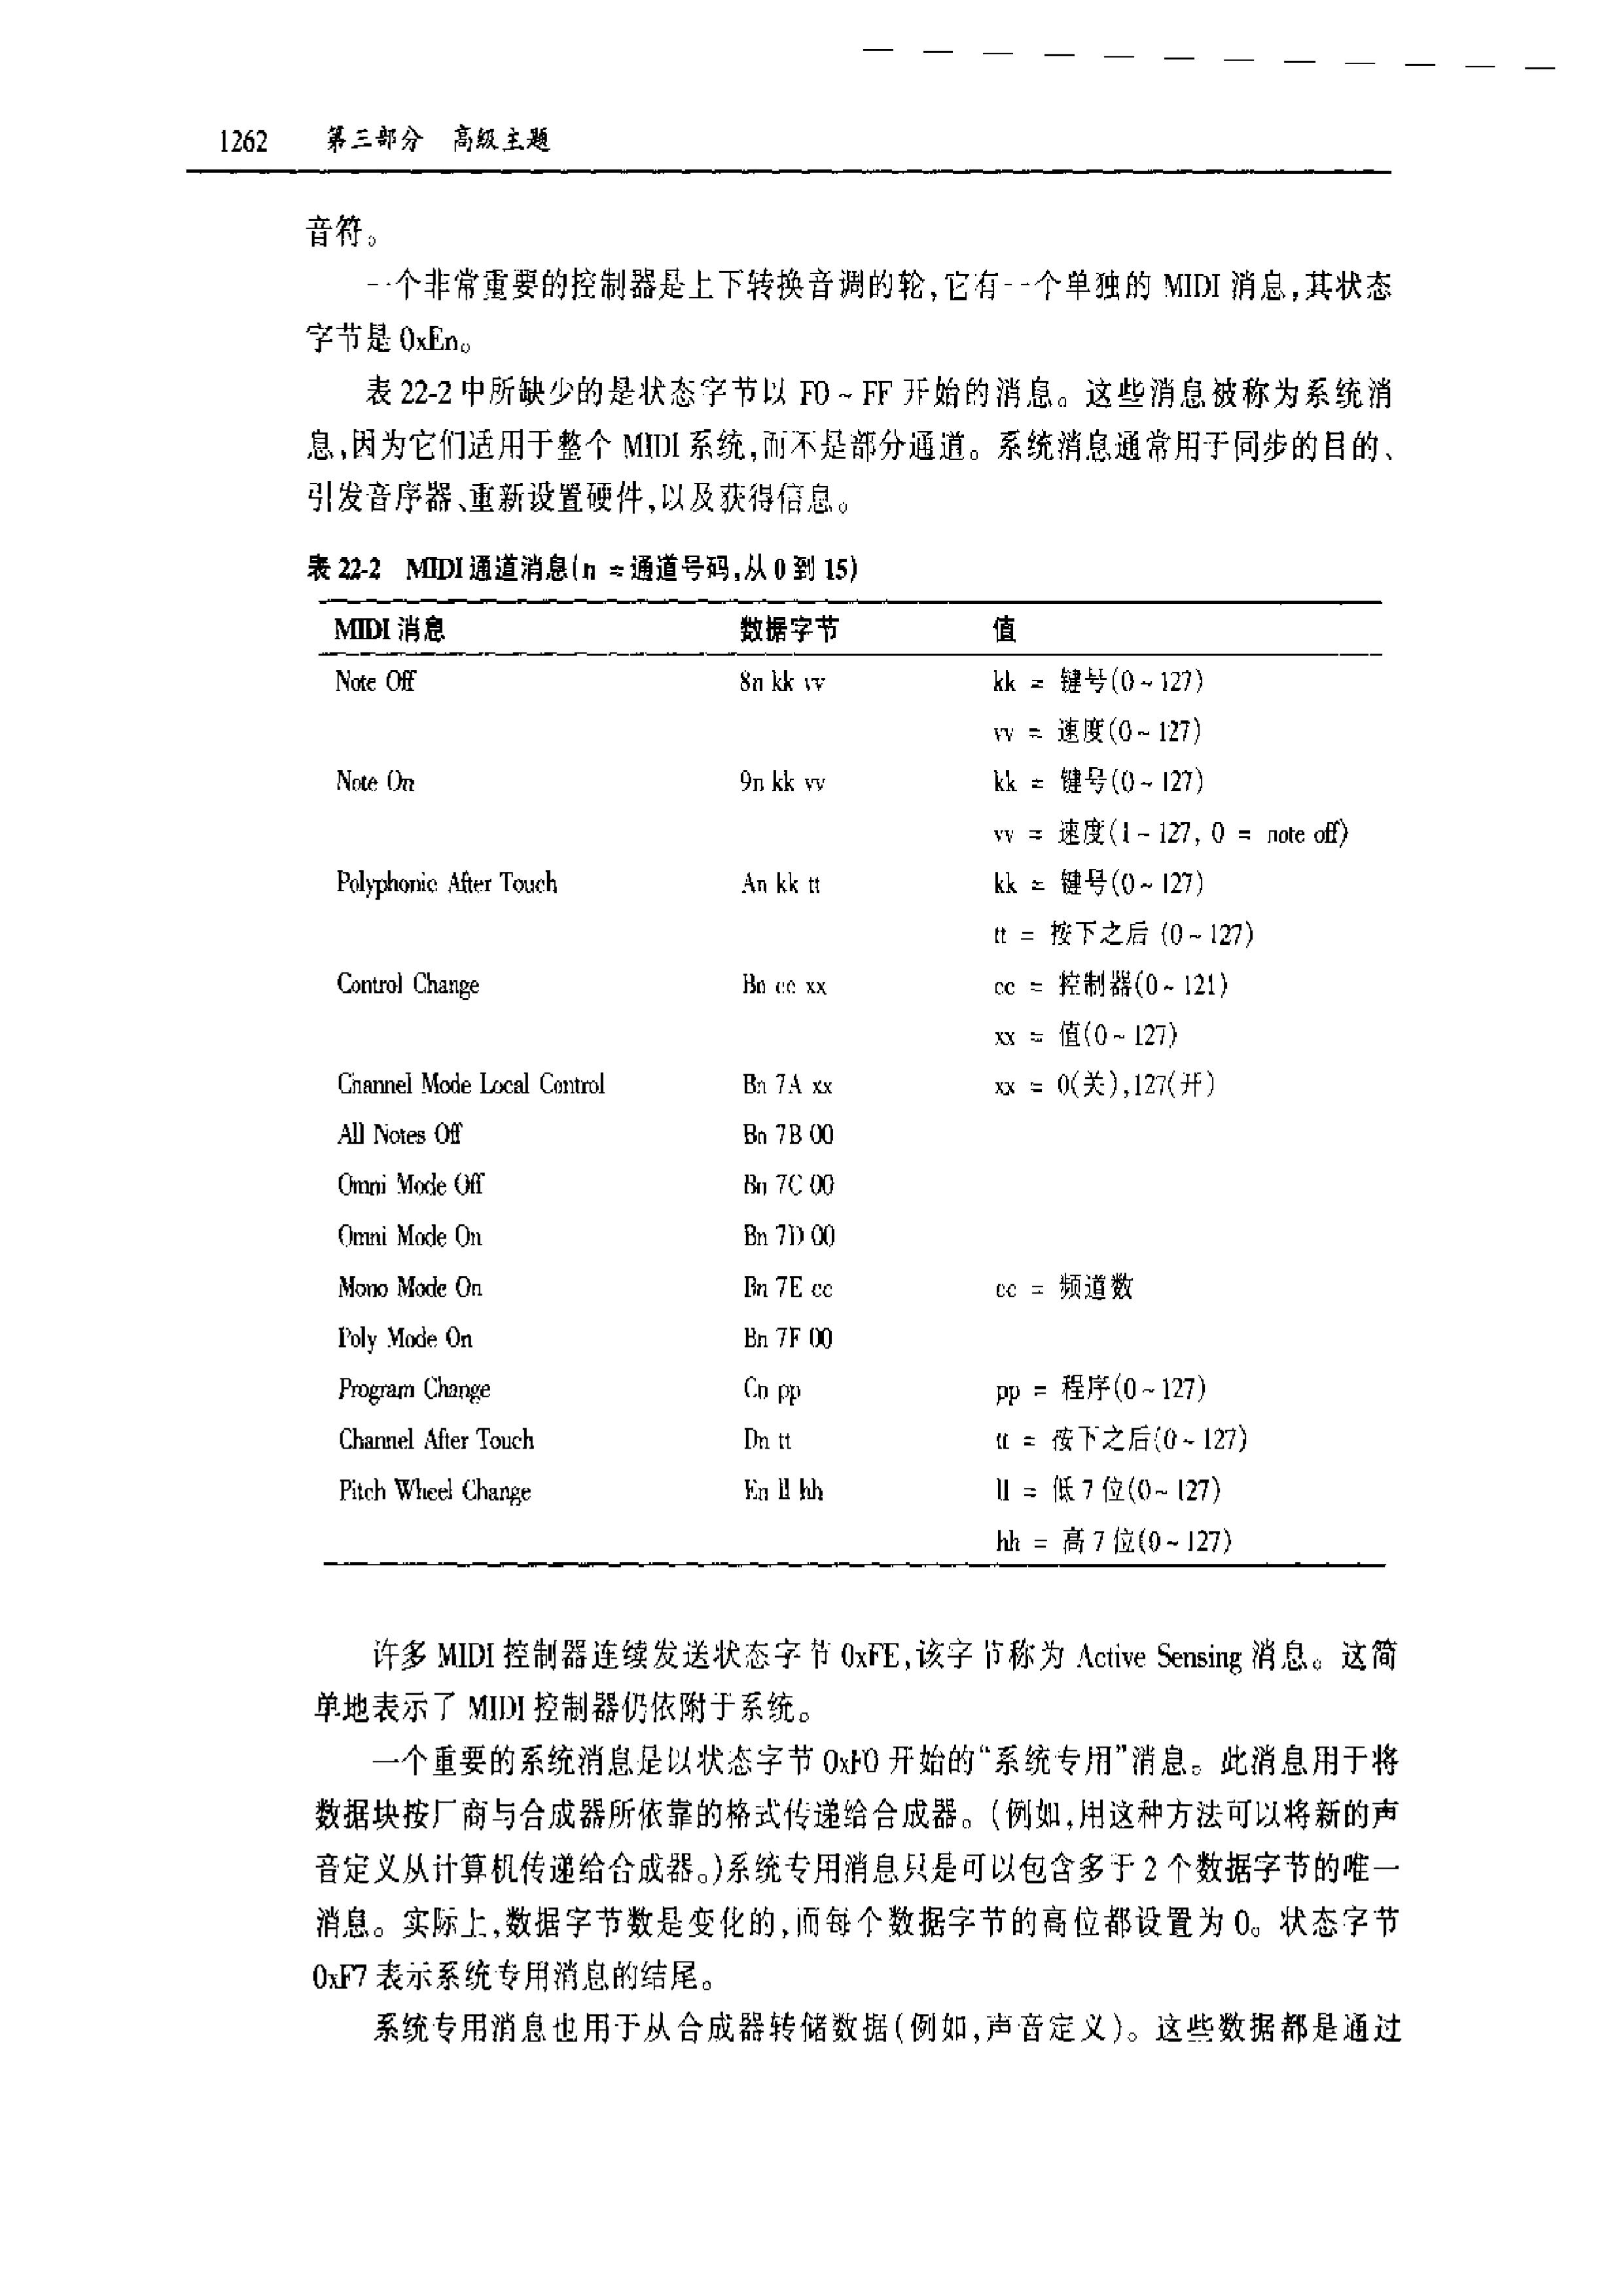 1262 第三部分 高级主题
音符。
一个非常重要的控制器是上下转换音调的轮,它有一个单独的 MIDI 消息,其状态
字节是 0xEn。
表 22-2 中所缺少的是状态字节以 F0 ~ FF 开始的消息。这些消息被称为系统消
息,因为它们适用于整个 MIDI 系统,而不是部分通道。系统消息通常用于同步的目的、
引发音序器、重新设置硬件,以及获得信息。
表 22-2 MIDI 通道消息(n = 通道号码,从 0 到 15)
MIDI 消息 数据字节 值
Note Off 8n kk vv kk = 键号(0 ~ 127)
vv = 速度(0 ~ 127)
Note On 9n kk vv kk = 键号(0 ~ 127)
vv = 速度(1 ~ 127, 0 = note off)
Polyphonic After Touch An kk tt kk = 键号(0 ~ 127)
tt = 按下之后 (0 ~ 127)
Control Change Bn cc xx cc = 控制器(0 ~ 121)
xx = 值(0 ~ 127)
Channel Mode Local Control Bn 7A xx xx = 0(关),127(开)
All Notes Off Bn 7B 00
Omni Mode Off Bn 7C 00
Omni Mode On Bn 7D 00
Mono Mode On Bn 7E cc cc = 频道数
Poly Mode On Bn 7F 00
Program Change Cn pp pp = 程序(0 ~ 127)
Channel After Touch Dn tt tt = 按下之后(0 ~ 127)
Pitch Wheel Change En ll hh ll = 低 7 位(0 ~ 127)
hh = 高 7 位(0 ~ 127)
许多 MIDI 控制器连续发送状态字节 0xFE,该字节称为 Active Sensing 消息。这简
单地表示了 MIDI 控制器仍依附于系统。
一个重要的系统消息是以状态字节 0xF0 开始的“系统专用”消息。此消息用于将
数据块按厂商与合成器所依靠的格式传递给合成器。(例如,用这种方法可以将新的声
音定义从计算机传递给合成器。)系统专用消息只是可以包含多于 2 个数据字节的唯一
消息。实际上,数据字节数是变化的,而每个数据字节的高位都设置为 0。状态字节
0xF7 表示系统专用消息的结尾。
系统专用消息也用于从合成器转储数据(例如,声音定义)。这些数据都是通过